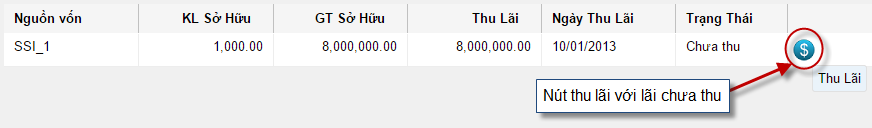 Nguồn vốn KL Sở Hữu GT Sở Hữu Thu Lãi Ngày Thu Lãi Trạng Thái
SSI_1 1,000.00 8,000,000.00 8,000,000.00 10/01/2013 Chưa thu $
Thu Lãi
Nút thu lãi với lãi chưa thu